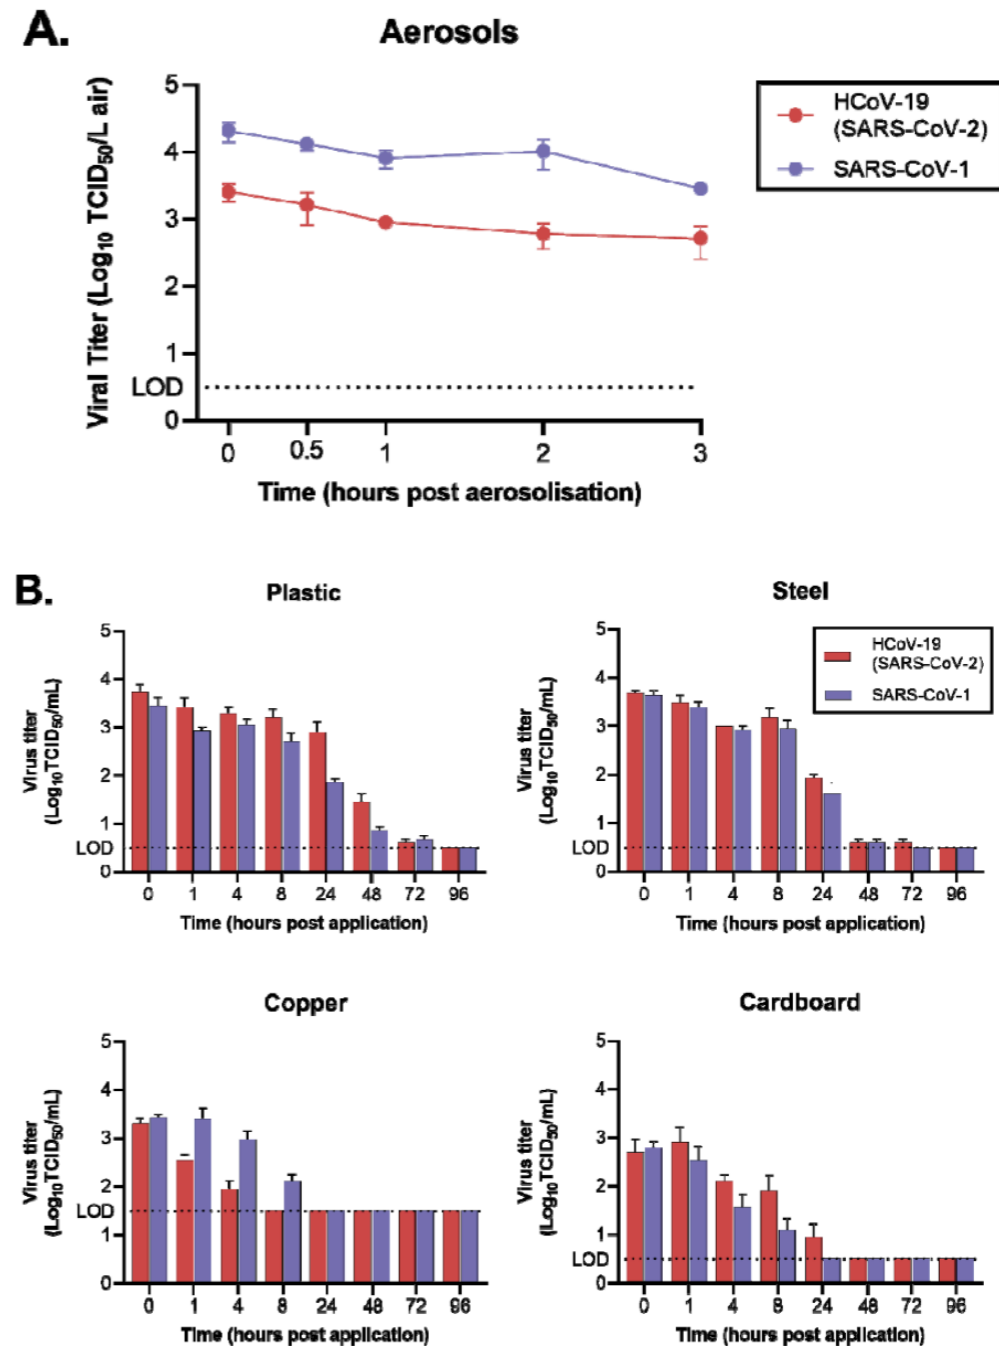 A.
Aerosols
Viral Titer (Log₁₀ TCID₅₀/L air)
5
4
3
2
1
LOD
0
0 0.5 1 2 3
Time (hours post aerosolisation)
HCoV-19
(SARS-CoV-2)
SARS-CoV-1
B.
Plastic
Virus titer
(Log₁₀TCID₅₀/mL)
5
4
3
2
1
LOD
0
0 1 4 8 24 48 72 96
Time (hours post application)
Steel
Virus titer
(Log₁₀TCID₅₀/mL)
5
4
3
2
1
LOD
0
0 1 4 8 24 48 72 96
Time (hours post application)
HCoV-19
(SARS-CoV-2)
SARS-CoV-1
Copper
Virus titer
(Log₁₀TCID₅₀/mL)
5
4
3
2
LOD
1
0
0 1 4 8 24 48 72 96
Time (hours post application)
Cardboard
Virus titer
(Log₁₀TCID₅₀/mL)
5
4
3
2
1
LOD
0
0 1 4 8 24 48 72 96
Time (hours post application)